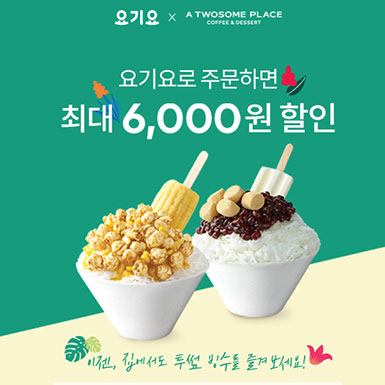 요기요 × A TWOSOME PLACE
COFFEE & DESSERT
요기요로 주문하면
최대 6,000원 할인
이젠, 집에서도 투썸 빙수를 즐겨보세요!